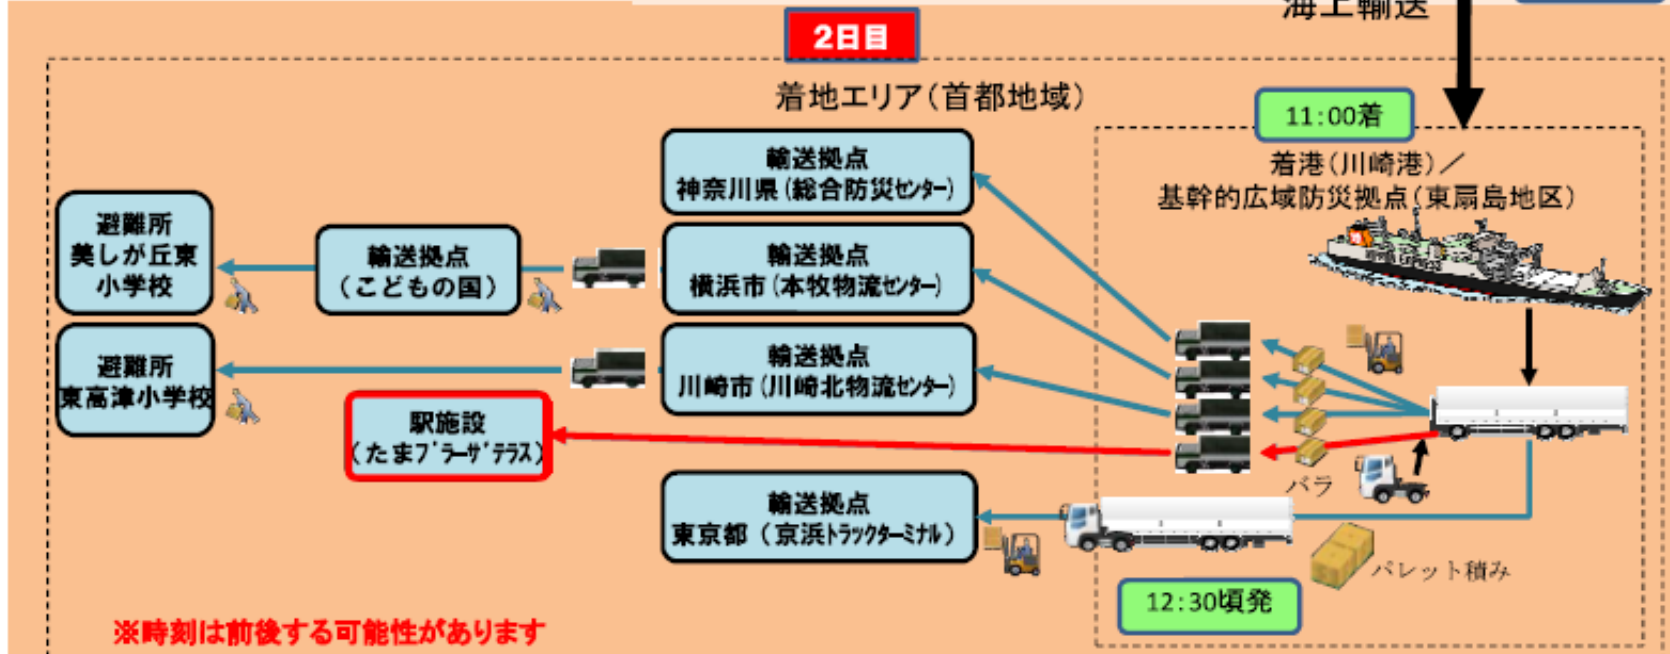 海上輸送
2日目
着地エリア(首都地域)
11:00着
着港(川崎港)/
基幹的広域防災拠点(東扇島地区)
輸送拠点
神奈川県(総合防災センター)
避難所
美しが丘東
小学校
輸送拠点
(こどもの国)
輸送拠点
横浜市(本牧物流センター)
避難所
東高津小学校
輸送拠点
川崎市(川崎北物流センター)
駅施設
(たまプラーザテラス)
バラ
輸送拠点
東京都(京浜トラックターミナル)
パレット積み
12:30頃発
※時刻は前後する可能性があります